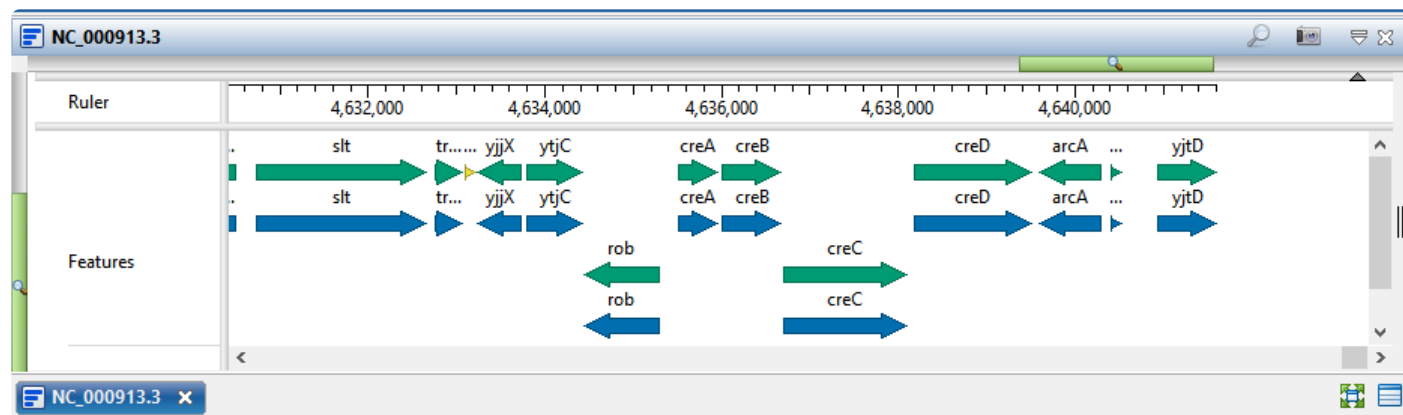 NC_000913.3
Ruler
4,632,000 4,634,000 4,636,000 4,638,000 4,640,000
.. slt tr... ... yjjX ytjC creA creB creD arcA ... yjtD
.. slt tr... yjjX ytjC creA creB creD arcA ... yjtD
Features
rob creC
rob creC
NC_000913.3